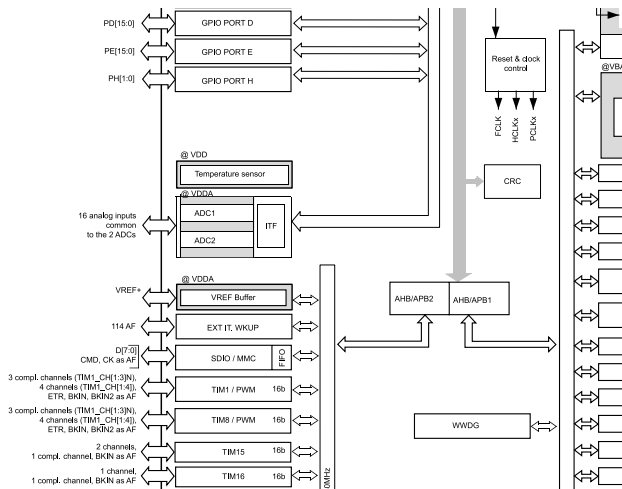 PD[15:0]
GPIO PORT D
PE[15:0]
GPIO PORT E
PH[1:0]
GPIO PORT H
Reset & clock
control
@VBA
FCLK
HCLKx
PCLKx
@ VDD
Temperature sensor
@ VDDA
CRC
16 analog inputs
common
to the 2 ADCs
ADC1
ITF
ADC2
@ VDDA
VREF+
VREF Buffer
AHB/APB2
AHB/APB1
114 AF
EXT IT, WKUP
D[7:0]
CMD, CK as AF
SDIO / MMC
FIFO
3 compl. channels (TIM1_CH[1:3]N),
4 channels (TIM1_CH[1:4]),
ETR, BKIN, BKIN2 as AF
TIM1 / PWM
16b
3 compl. channels (TIM1_CH[1:3]N),
4 channels (TIM1_CH[1:4]),
ETR, BKIN, BKIN2 as AF
TIM8 / PWM
16b
WWDG
2 channels,
1 compl. channel, BKIN as AF
TIM15
16b
1 channel,
1 compl. channel, BKIN as AF
TIM16
16b
0MHz